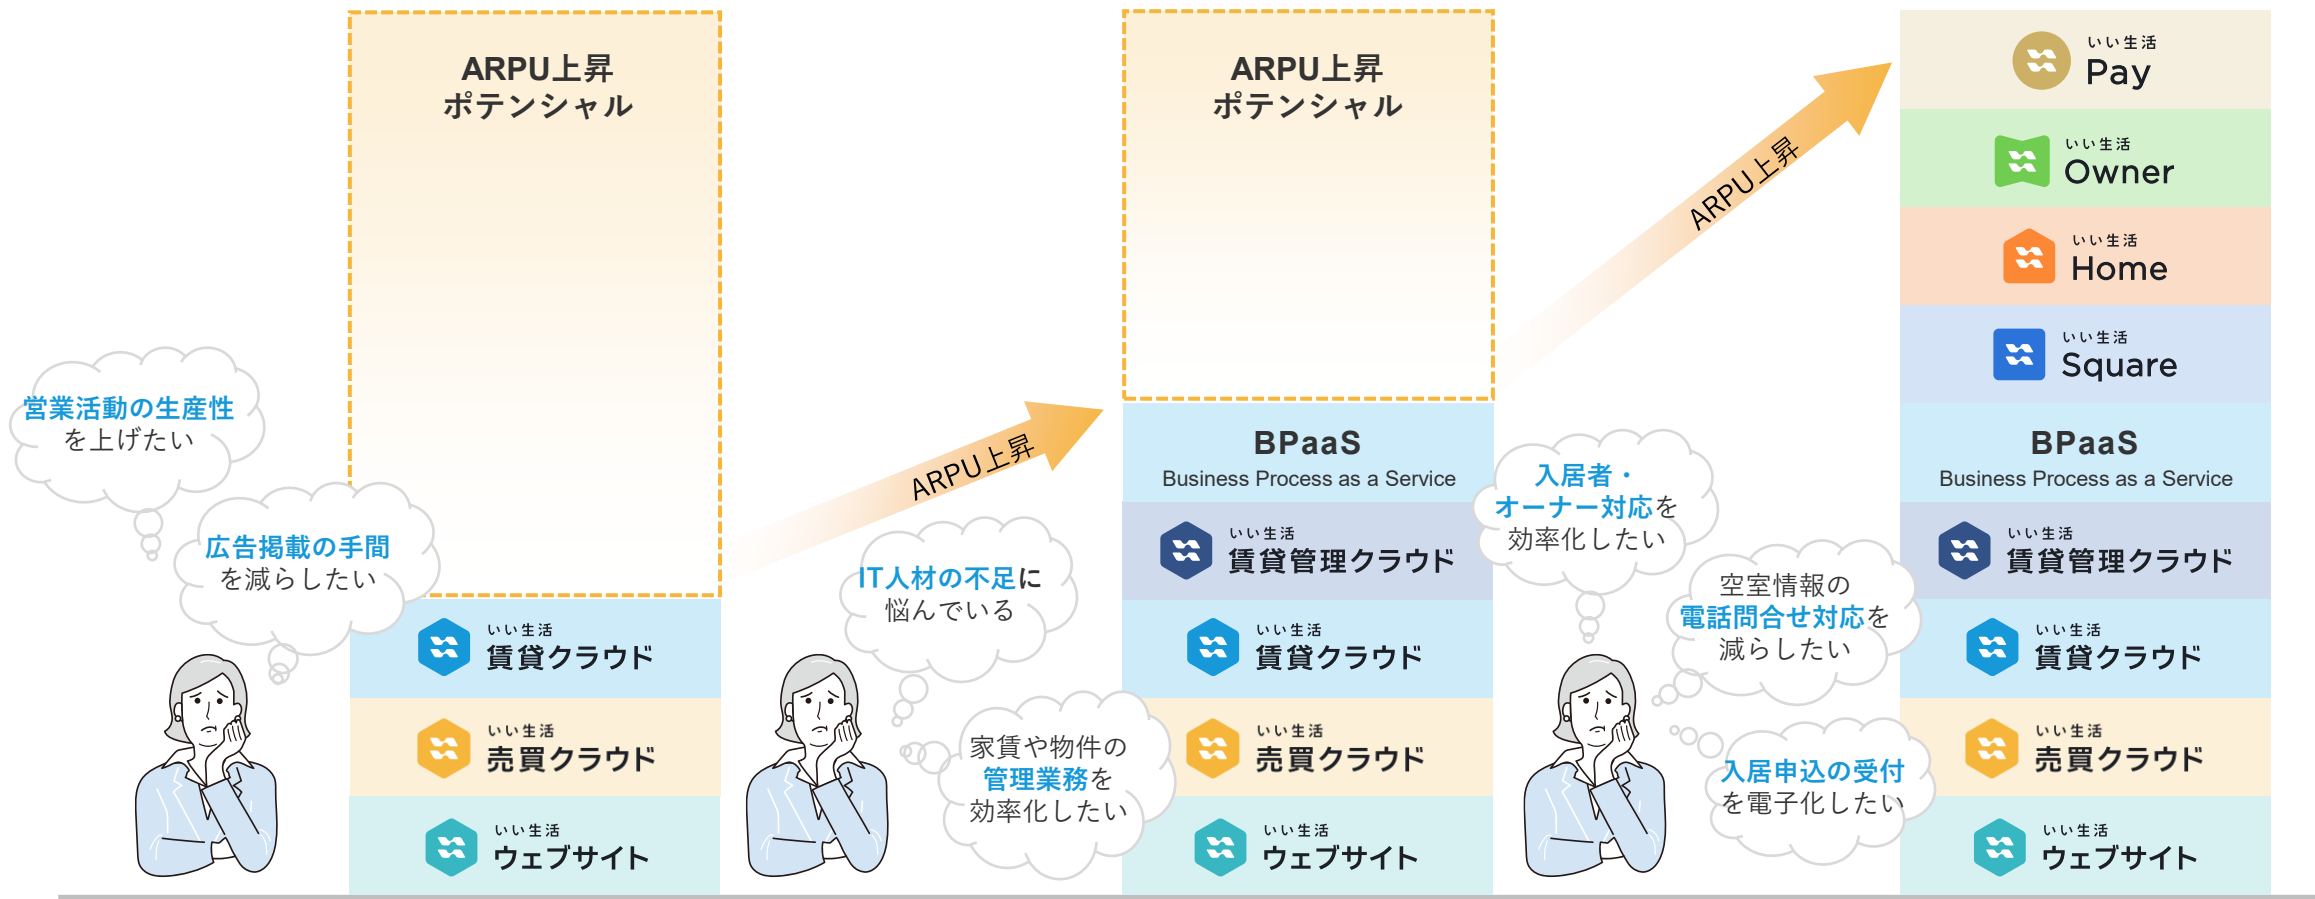 営業活動の生産性
を上げたい
広告掲載の手間
を減らしたい
ARPU上昇
ポテンシャル
いい生活
賃貸クラウド
いい生活
売買クラウド
いい生活
ウェブサイト
ARPU上昇
IT人材の不足に
悩んでいる
家賃や物件の
管理業務を
効率化したい
ARPU上昇
ポテンシャル
BPaaS
Business Process as a Service
いい生活
賃貸管理クラウド
いい生活
賃貸クラウド
いい生活
売買クラウド
いい生活
ウェブサイト
ARPU上昇
入居者・
オーナー対応を
効率化したい
空室情報の
電話問合せ対応を
減らしたい
入居申込の受付
を電子化したい
いい生活
Pay
いい生活
Owner
いい生活
Home
いい生活
Square
BPaaS
Business Process as a Service
いい生活
賃貸管理クラウド
いい生活
賃貸クラウド
いい生活
売買クラウド
いい生活
ウェブサイト